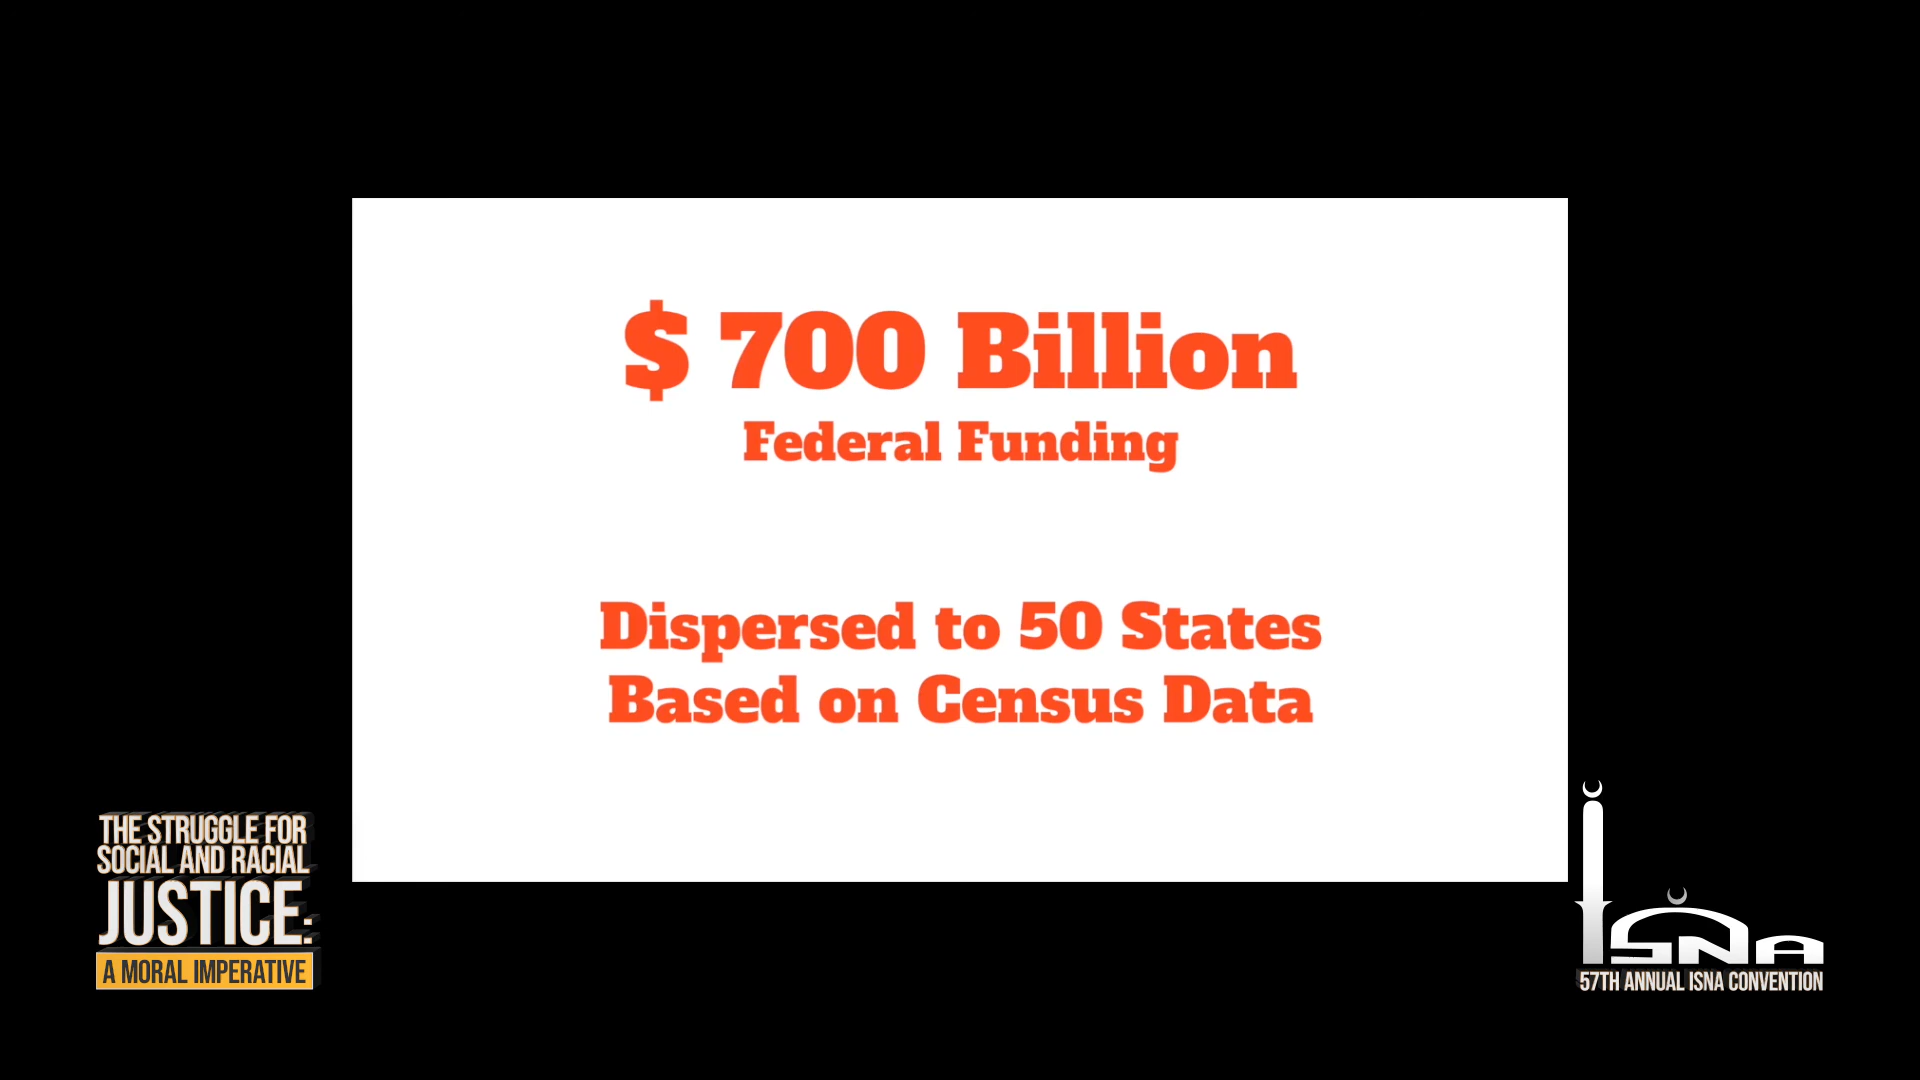 $ 700 Billion
Federal Funding
Dispersed to 50 States
Based on Census Data
THE STRUGGLE FOR
SOCIAL AND RACIAL
JUSTICE:
A MORAL IMPERATIVE
ISNA
57TH ANNUAL ISNA CONVENTION